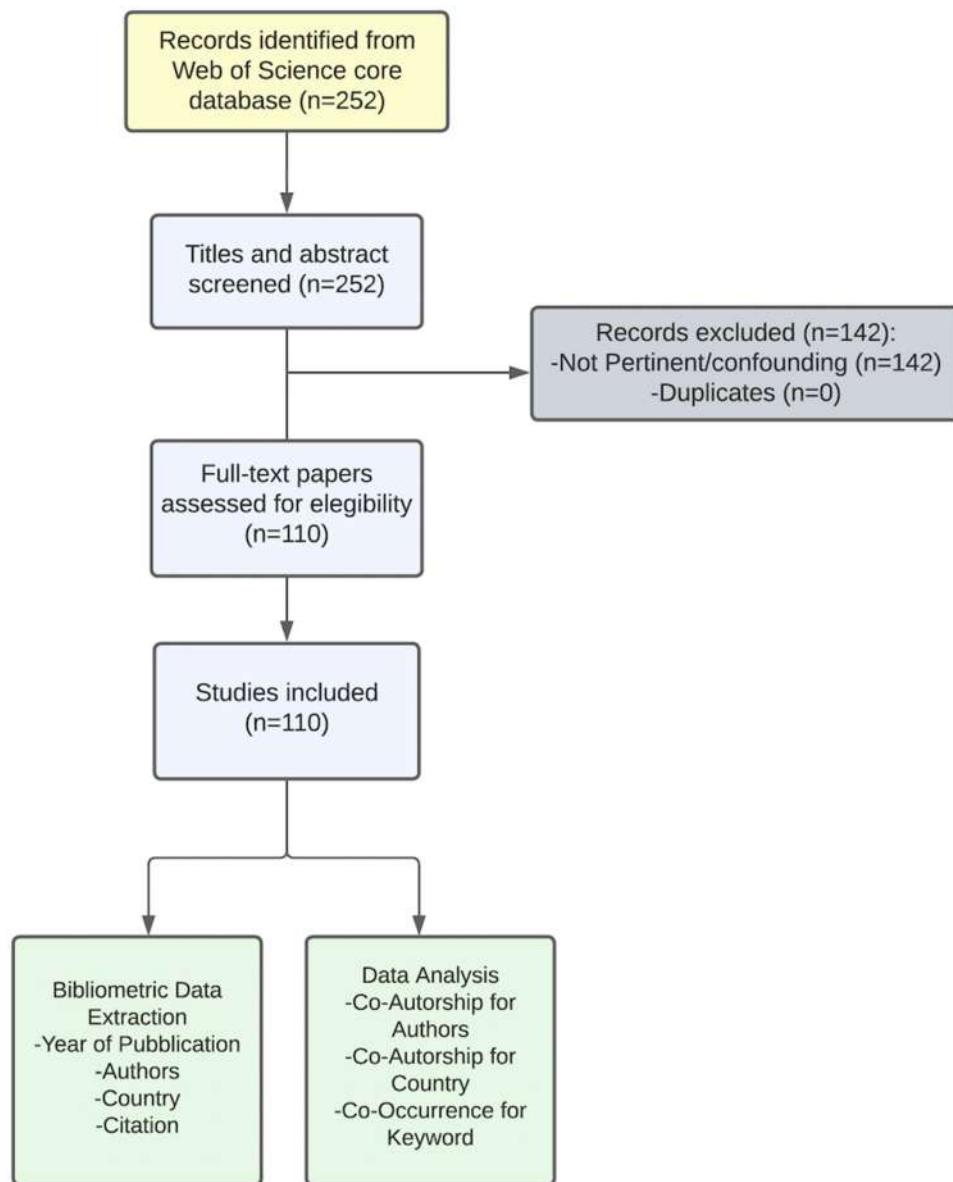 Records identified from
Web of Science core
database (n=252)
Titles and abstract
screened (n=252)
Records excluded (n=142):
-Not Pertinent/confounding (n=142)
-Duplicates (n=0)
Full-text papers
assessed for elegibility
(n=110)
Studies included
(n=110)
Bibliometric Data
Extraction
-Year of Pubblication
-Authors
-Country
-Citation
Data Analysis
-Co-Autorship for
Authors
-Co-Autorship for
Country
-Co-Occurrence for
Keyword